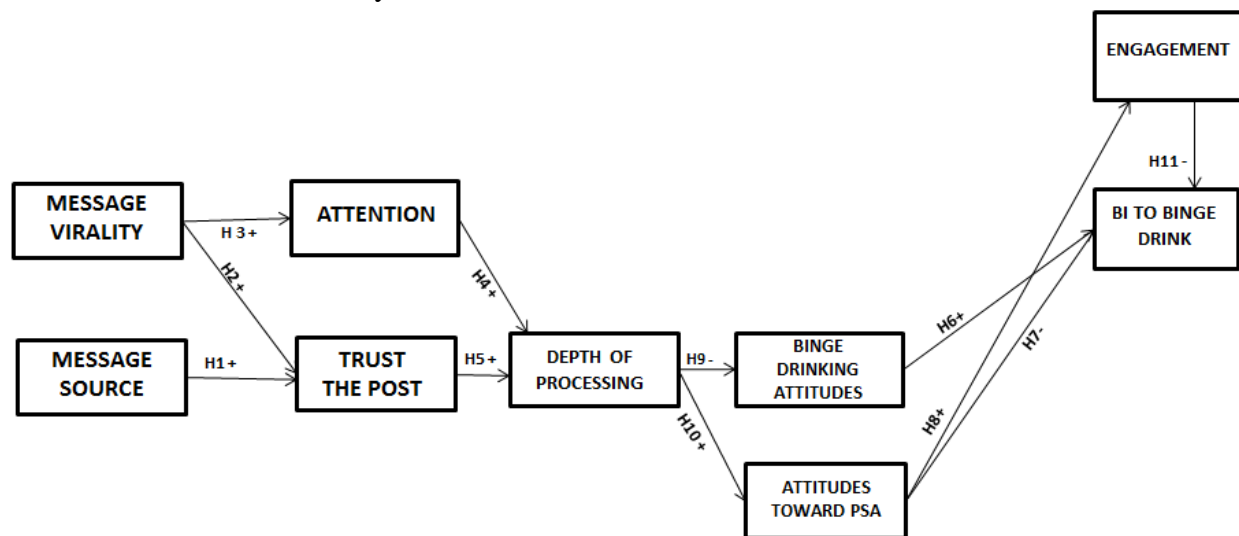 ENGAGEMENT
H11 -
MESSAGE
VIRALITY
H 3 +
ATTENTION
BI TO BINGE
DRINK
H2 +
H4 +
MESSAGE
SOURCE
H1 +
TRUST
THE POST
H5 +
DEPTH OF
PROCESSING
H9 -
BINGE
DRINKING
ATTITUDES
H6+
H7-
H10 +
H8+
ATTITUDES
TOWARD PSA